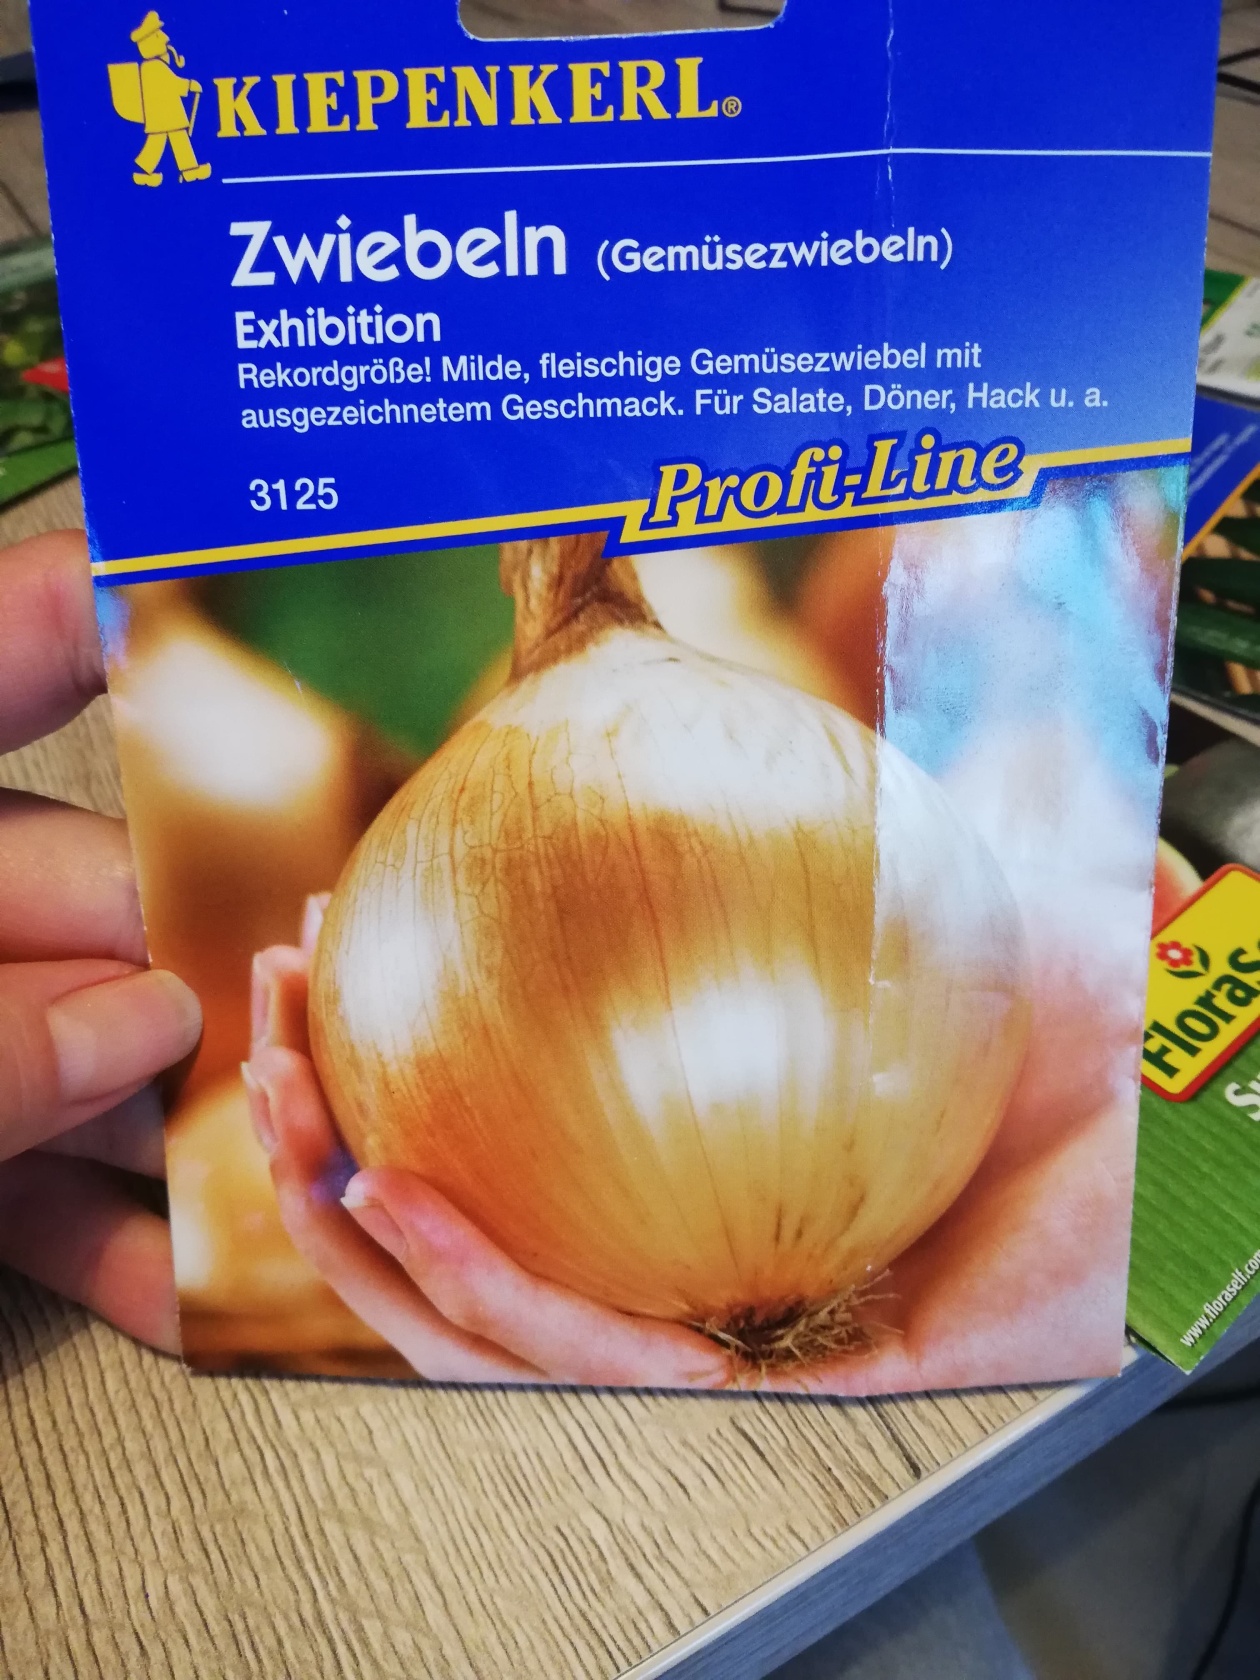 KIEPENKERL®
Zwiebeln (Gemüsezwiebeln)
Exhibition
Rekordgröße! Milde, fleischige Gemüsezwiebel mit
ausgezeichnetem Geschmack. Für Salate, Döner, Hack u. a.
3125
Profi-Line
FloraS
www.floraself.com